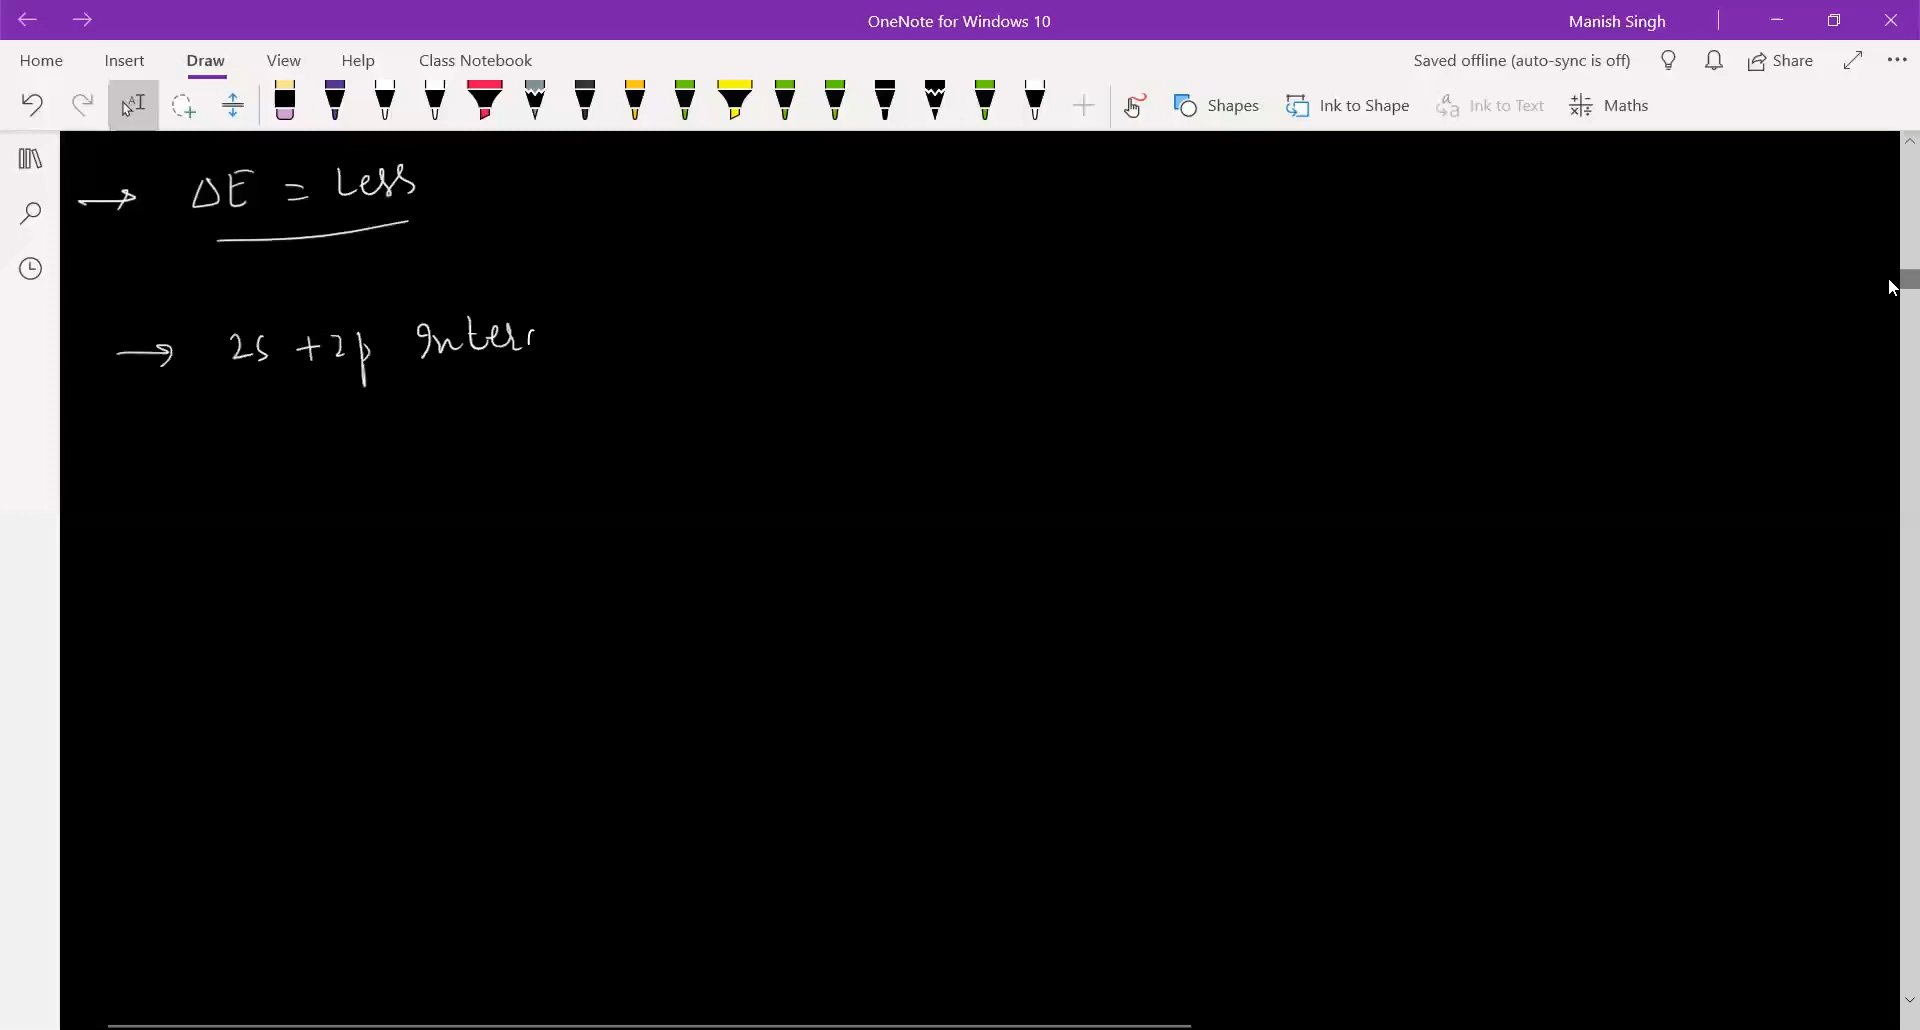 OneNote for Windows 10
Manish Singh
Home Insert Draw View Help Class Notebook
Saved offline (auto-sync is off) Share
Shapes Ink to Shape Ink to Text Maths
→ ΔE = Less
→ 2s + 2p Inter